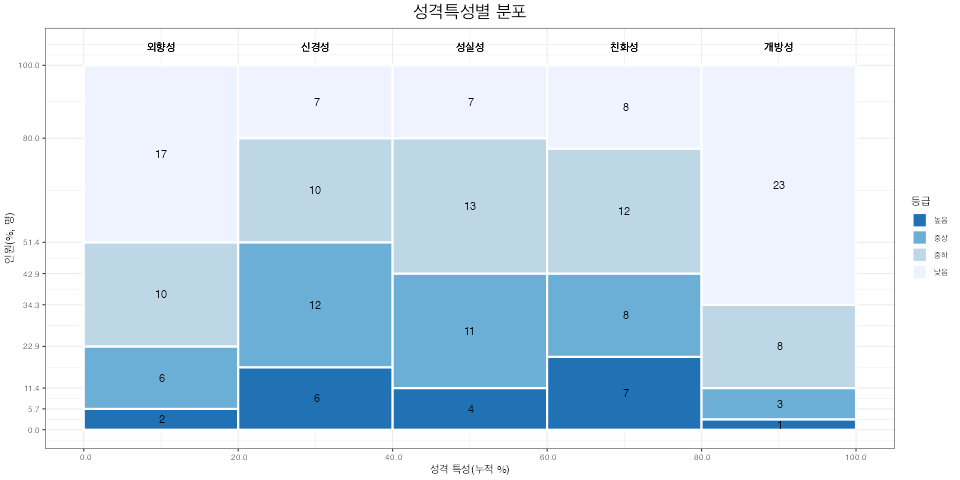 성격특성별 분포
외향성 신경성 성실성 친화성 개방성
100.0
80.0
51.4
42.9
34.3
22.9
11.4
5.7
0.0
인원(%, 명)
17 7 7 8 23
10 10 13 12 8
6 12 11 8 3
2 6 4 7 1
0.0 20.0 40.0 60.0 80.0 100.0
성격 특성(누적 %)
등급
높음
중상
중하
낮음